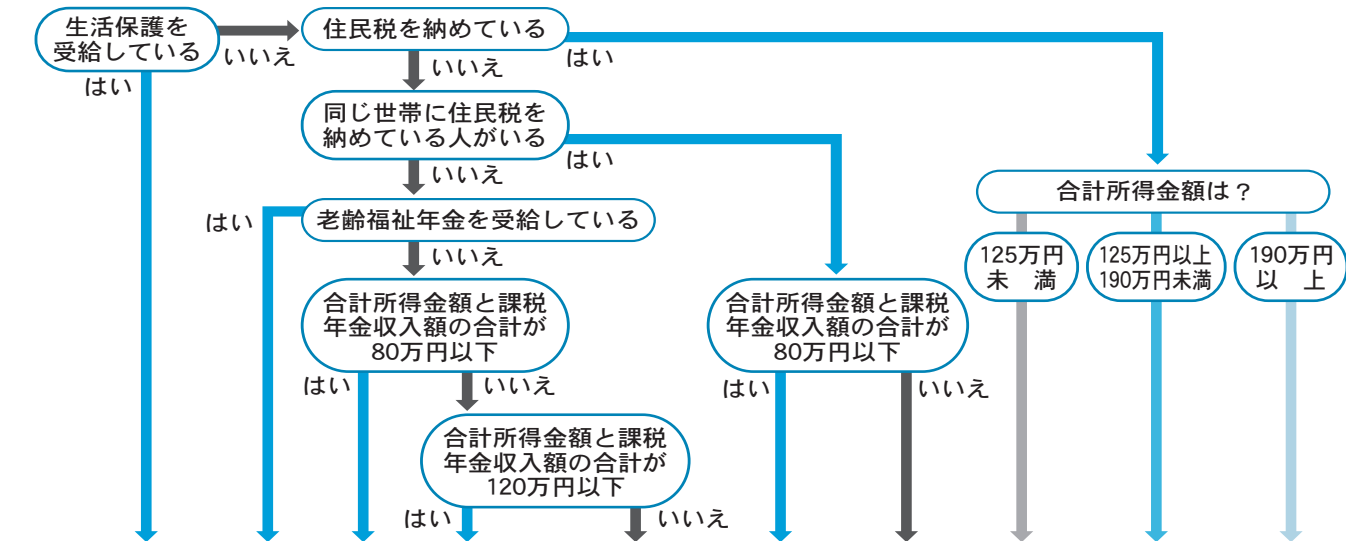 生活保護を
受給している
いいえ
はい
住民税を納めている
はい
いいえ
同じ世帯に住民税を
納めている人がいる
はい
いいえ
老齢福祉年金を受給している
はい
いいえ
合計所得金額と課税
年金収入額の合計が
80万円以下
はい
いいえ
合計所得金額と課税
年金収入額の合計が
120万円以下
はい
いいえ
合計所得金額と課税
年金収入額の合計が
80万円以下
はい
いいえ
合計所得金額は?
125万円
未 満
125万円以上
190万円未満
190万円
以 上